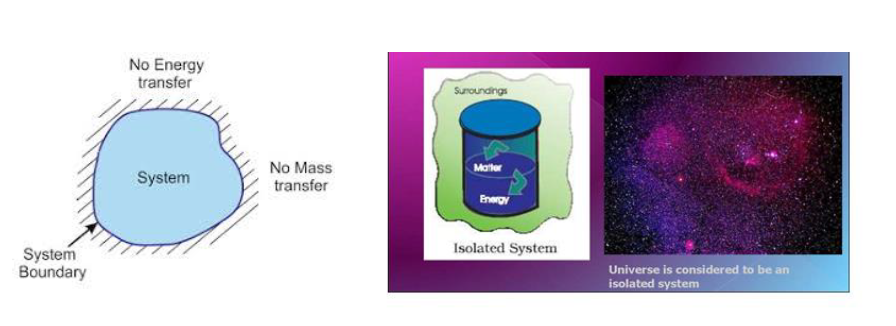 No Energy
transfer
System
No Mass
transfer
System
Boundary
Surroundings
Matter
Energy
Isolated System
Universe is considered to be an
isolated system